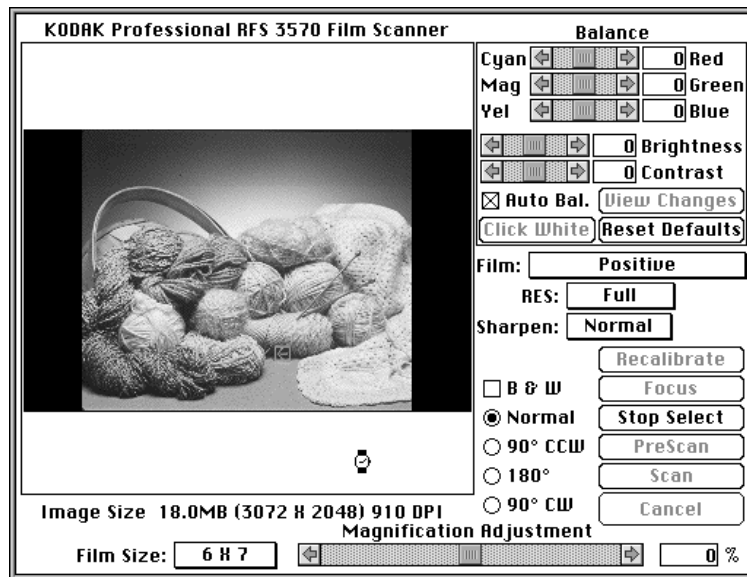 KODAK Professional RFS 3570 Film Scanner
Balance
Cyan 0 Red
Mag 0 Green
Yel 0 Blue
0 Brightness
0 Contrast
Auto Bal. View Changes
Click White Reset Defaults
Film: Positive
RES: Full
Sharpen: Normal
Recalibrate
B & W Focus
Normal Stop Select
90° CCW PreScan
180° Scan
90° CW Cancel
Image Size 18.0MB (3072 X 2048) 910 DPI
Magnification Adjustment
Film Size: 6 X 7 0 %